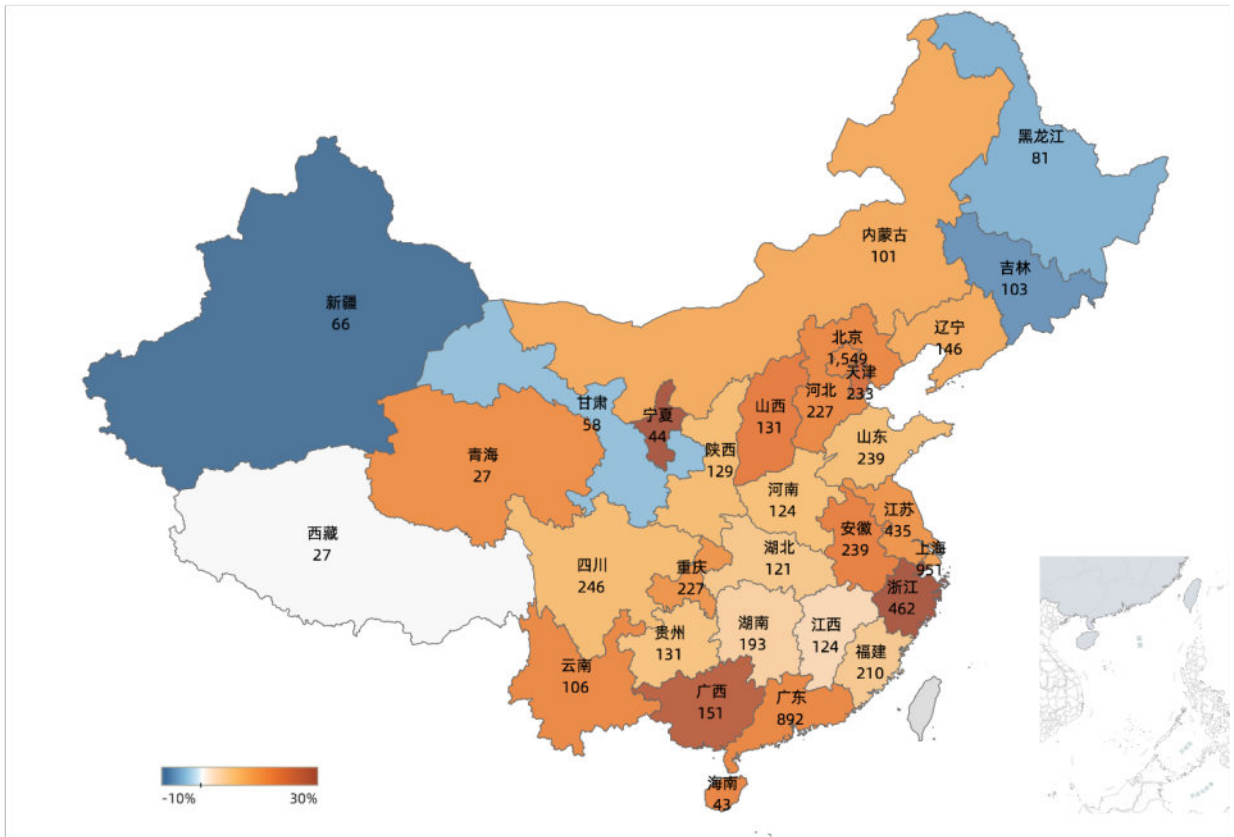 黑龙江
81
内蒙古
101
吉林
103
新疆
66
辽宁
146
北京
1,549
天津
233
河北
227
山西
131
宁夏
44
甘肃
58
青海
27
陕西
129
山东
239
河南
124
江苏
435
安徽
239
上海
951
西藏
27
四川
246
重庆
227
湖北
121
浙江
462
贵州
131
湖南
193
江西
124
福建
210
云南
106
广西
151
广东
892
海南
43
-10%
30%